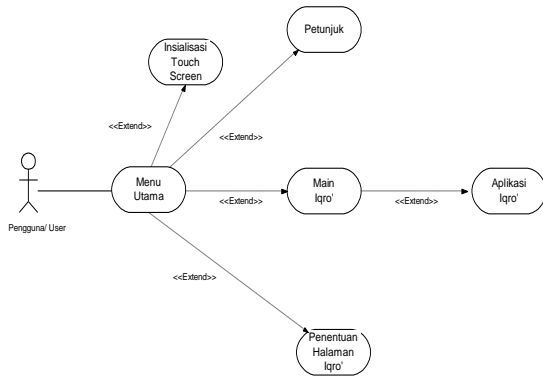 Petunjuk
Insialisasi
Touch
Screen
<<Extend>>
<<Extend>>
Menu
Utama
<<Extend>>
Main
Iqro'
<<Extend>>
Aplikasi
Iqro'
Pengguna/ User
<<Extend>>
Penentuan
Halaman
Iqro'